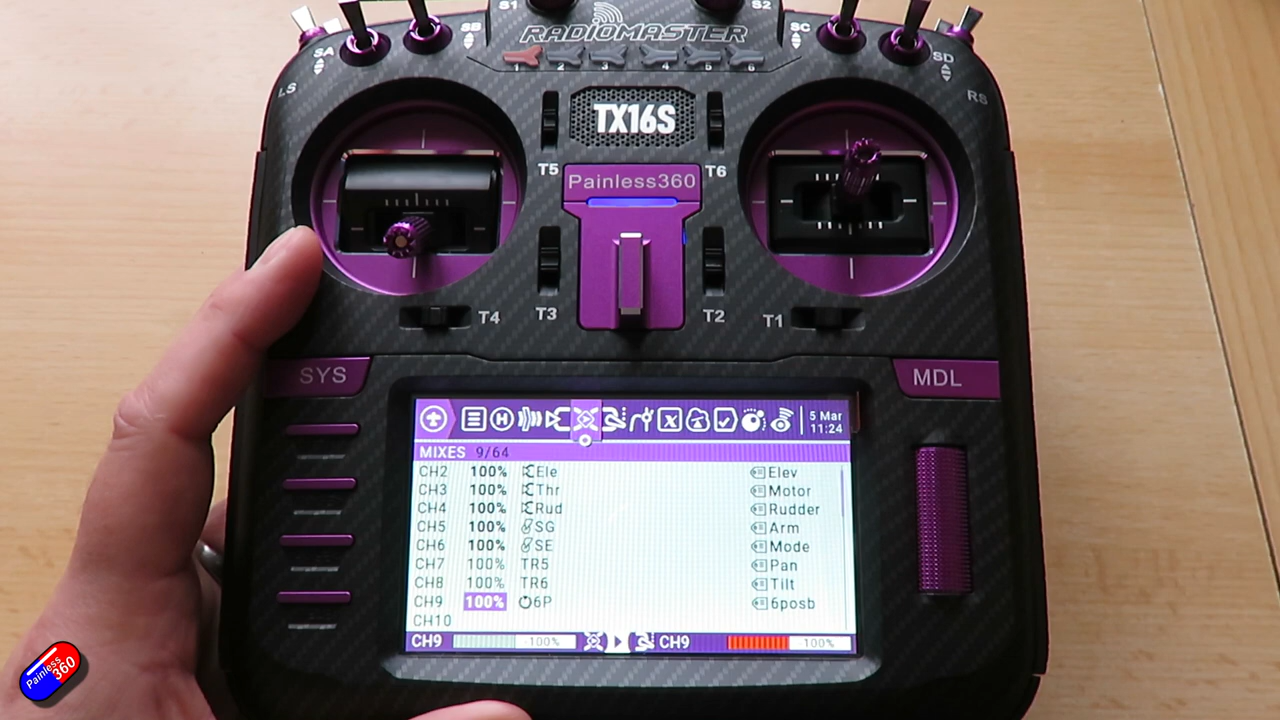 S1
S2
RADIOMASTER
SA
SB
SC
SD
1 2 3 4 5 6
LS
RS
TX16S
T5
T6
Painless360
T3
T2
T4
T1
SYS
MDL
5 Mar
11:24
MIXES 9/64
CH2 100% Ele Elev
CH3 100% Thr Motor
CH4 100% Rud Rudder
CH5 100% SG Arm
CH6 100% SE Mode
CH7 100% TR5 Pan
CH8 100% TR6 Tilt
CH9 100% 6P 6posb
CH10
CH9 -100% CH9 -100%
Painless
360